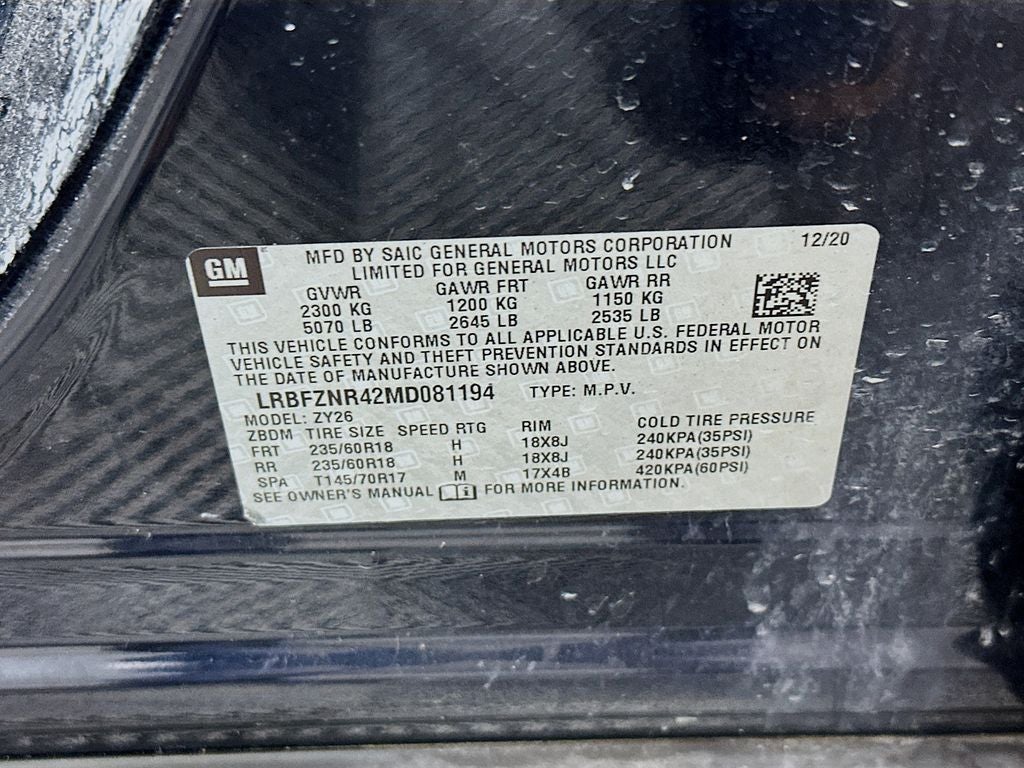 GM
MFD BY SAIC GENERAL MOTORS CORPORATION 12/20
LIMITED FOR GENERAL MOTORS LLC
GVWR GAWR FRT GAWR RR
2300 KG 1200 KG 1150 KG
5070 LB 2645 LB 2535 LB
THIS VEHICLE CONFORMS TO ALL APPLICABLE U.S. FEDERAL MOTOR
VEHICLE SAFETY AND THEFT PREVENTION STANDARDS IN EFFECT ON
THE DATE OF MANUFACTURE SHOWN ABOVE.
LRBFZNR42MD081194 TYPE: M.P.V.
MODEL: ZY26
ZBDM TIRE SIZE SPEED RTG RIM COLD TIRE PRESSURE
FRT 235/60R18 H 18X8J 240KPA(35PSI)
RR 235/60R18 H 18X8J 240KPA(35PSI)
SPA T145/70R17 M 17X4B 420KPA(60PSI)
SEE OWNER'S MANUAL i FOR MORE INFORMATION.